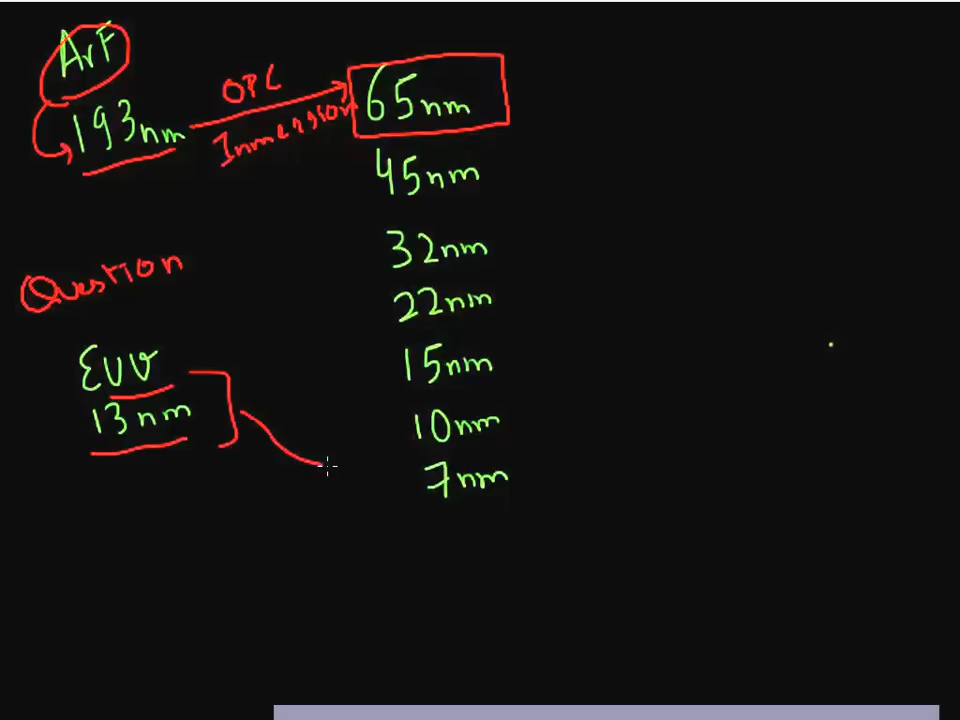 ArF
193nm
OPC
Immersion
65nm
45nm
32nm
22nm
15nm
10nm
7nm
Question
EUV
13nm